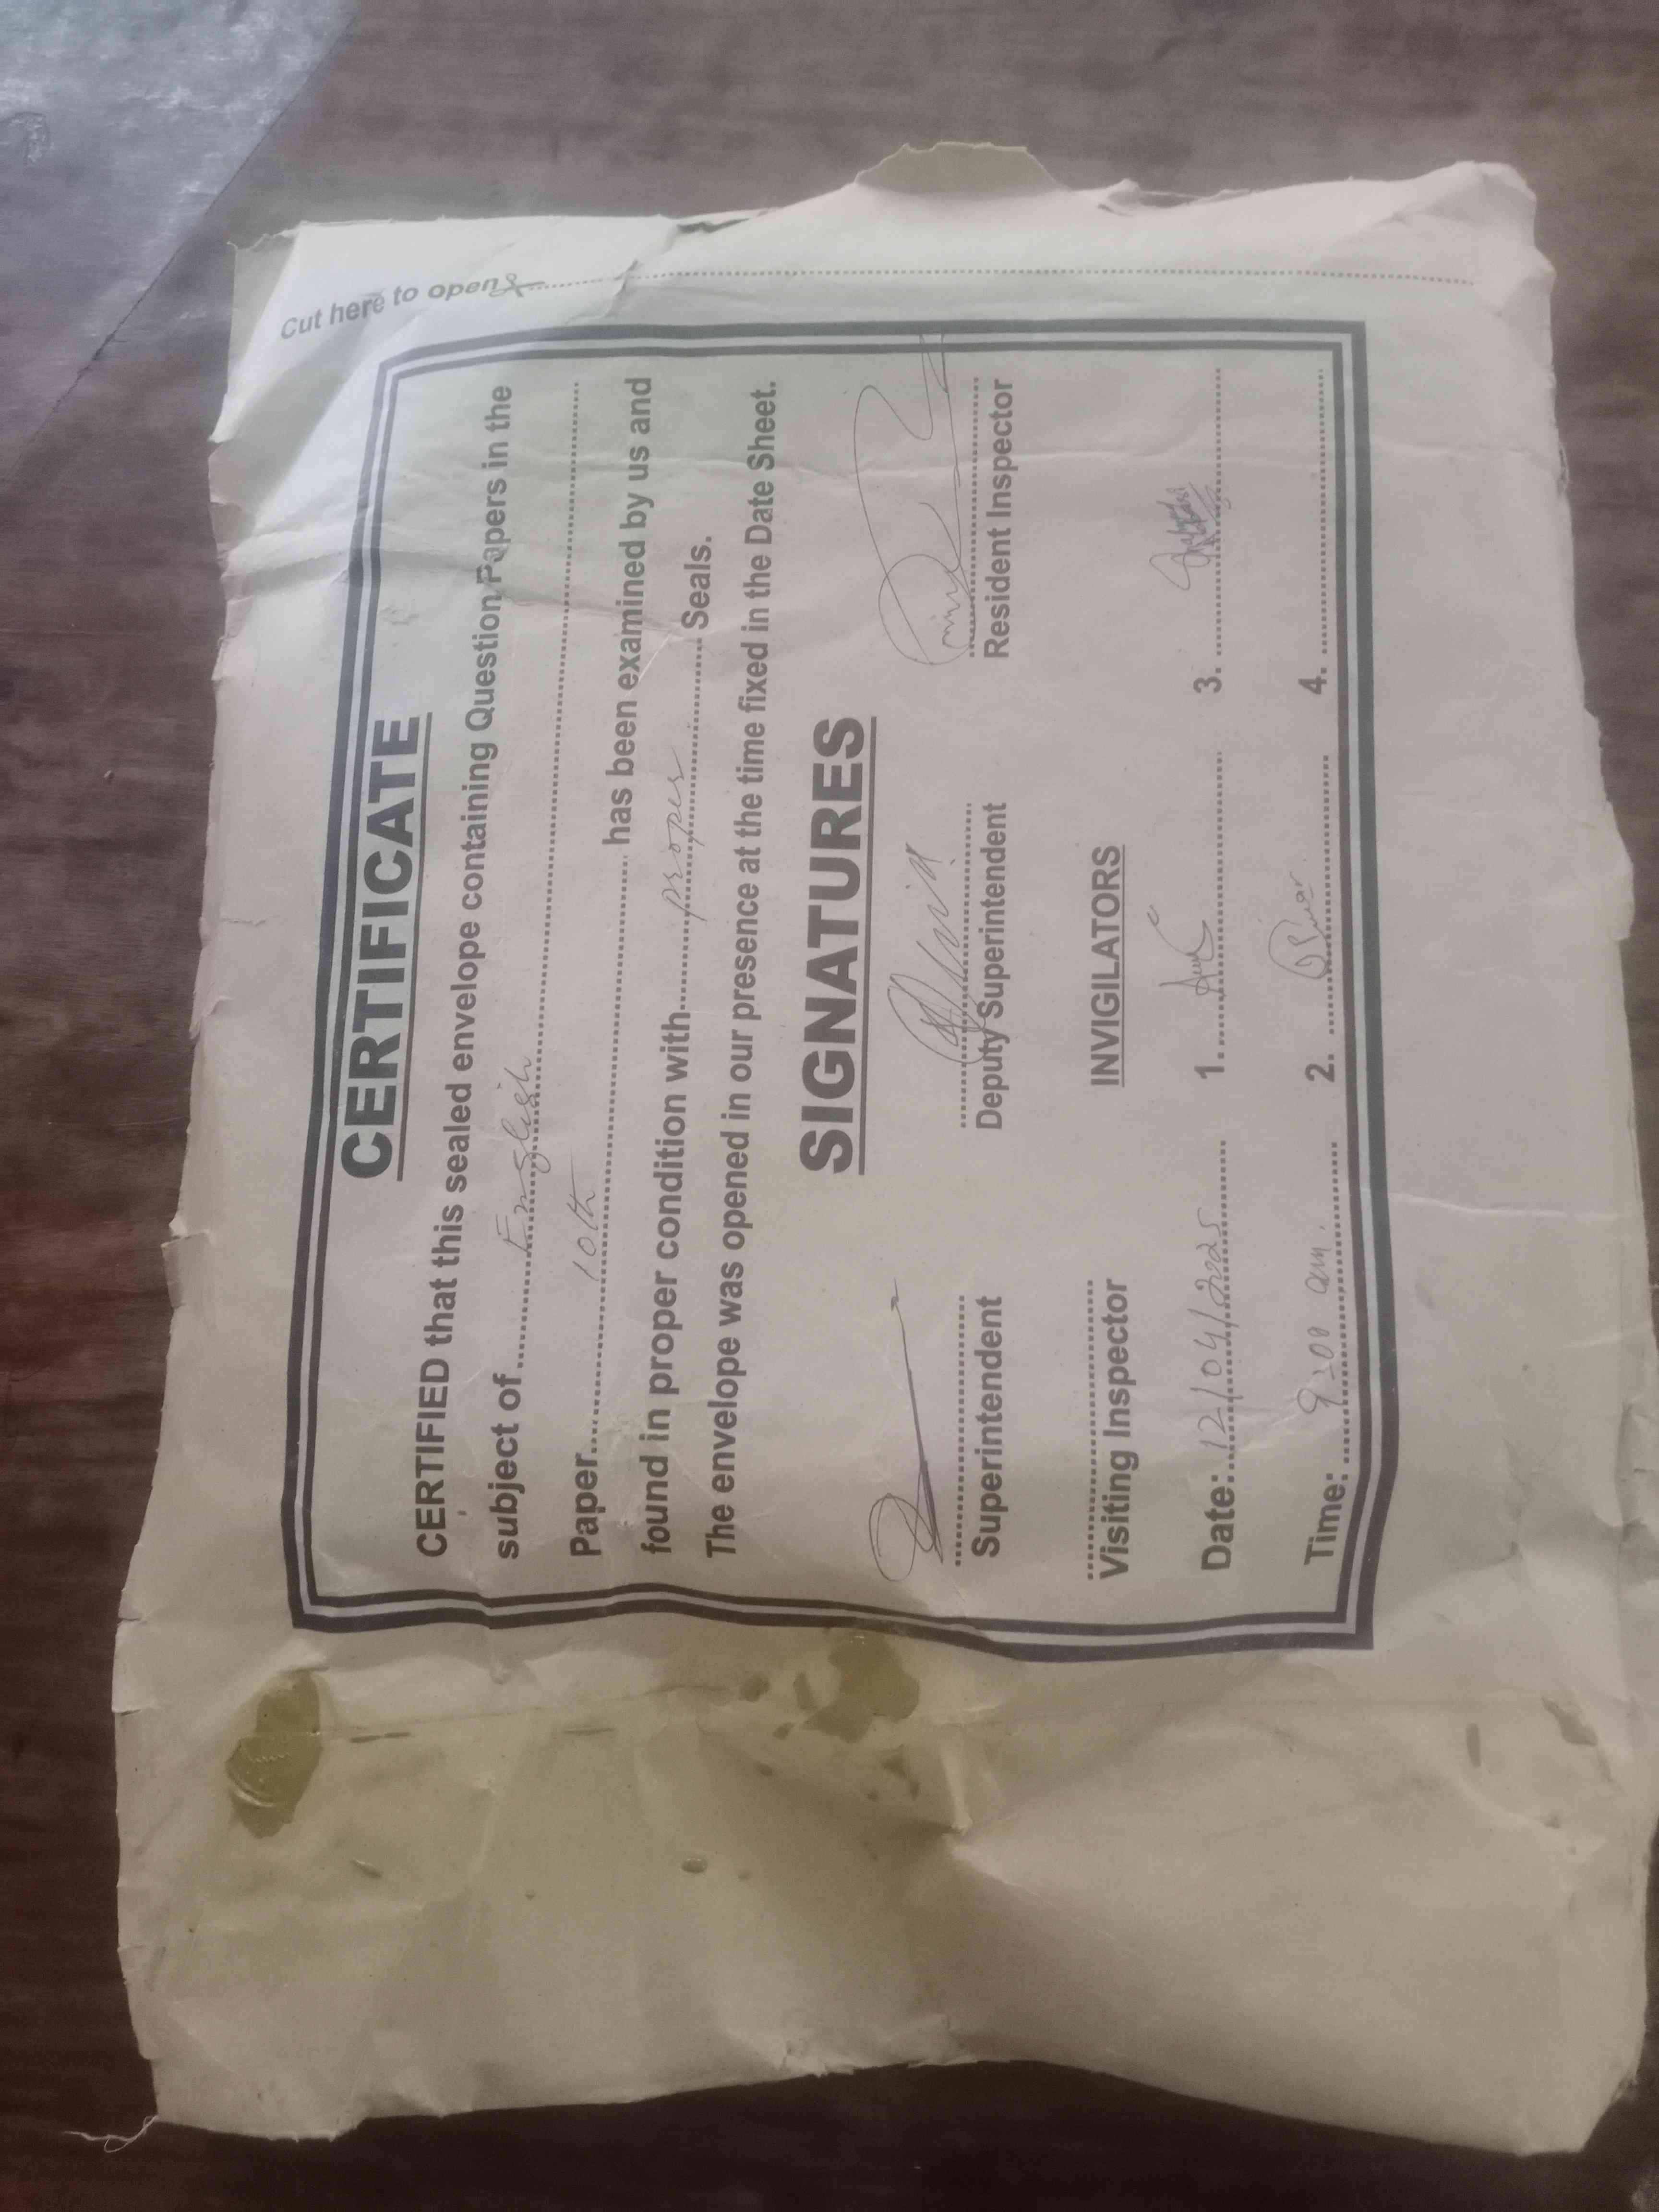 Cut here to open
CERTIFICATE
CERTIFIED that this sealed envelope containing Question Papers in the
subject of English
Paper 10th has been examined by us and
found in proper condition with proper Seals.
The envelope was opened in our presence at the time fixed in the Date Sheet.
SIGNATURES
Superintendent Deputy Superintendent Resident Inspector
Visiting Inspector INVIGILATORS
Date: 12/04/2025 1. 3.
Time: 9:00 am. 2. 4.